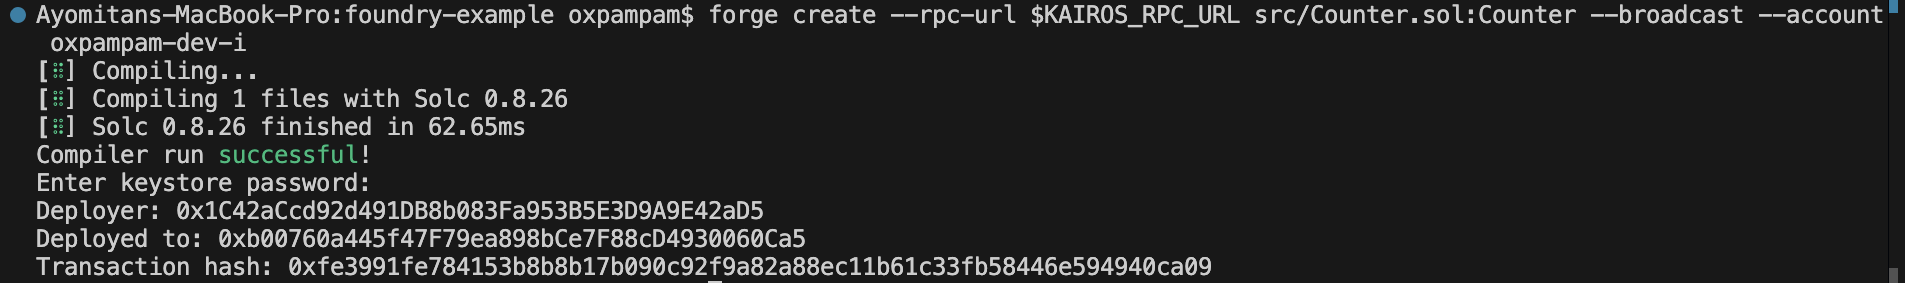 Ayomitans-MacBook-Pro:foundry-example oxpampam$ forge create --rpc-url $KAIROS_RPC_URL src/Counter.sol:Counter --broadcast --account
oxpampam-dev-i
[⠿] Compiling...
[⠿] Compiling 1 files with Solc 0.8.26
[⠿] Solc 0.8.26 finished in 62.65ms
Compiler run successful!
Enter keystore password:
Deployer: 0x1C42aCcd92d491DB8b083Fa953B5E3D9A9E42aD5
Deployed to: 0xb00760a445f47F79ea898bCe7F88cD4930060Ca5
Transaction hash: 0xfe3991fe784153b8b8b17b090c92f9a82a88ec11b61c33fb58446e594940ca09